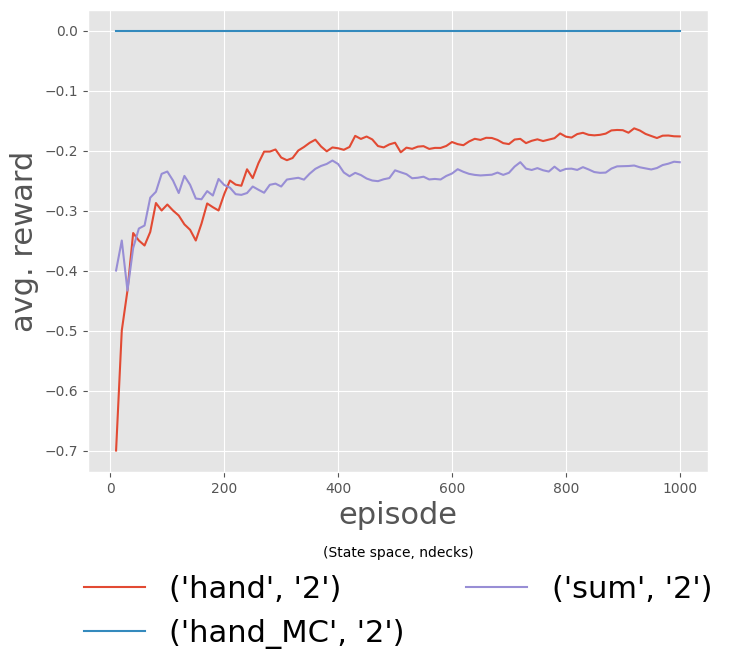 0.0
−0.1
−0.2
−0.3
−0.4
−0.5
−0.6
−0.7
avg. reward
0 200 400 600 800 1000
episode
(State space, ndecks)
('hand', '2') ('sum', '2')
('hand_MC', '2')